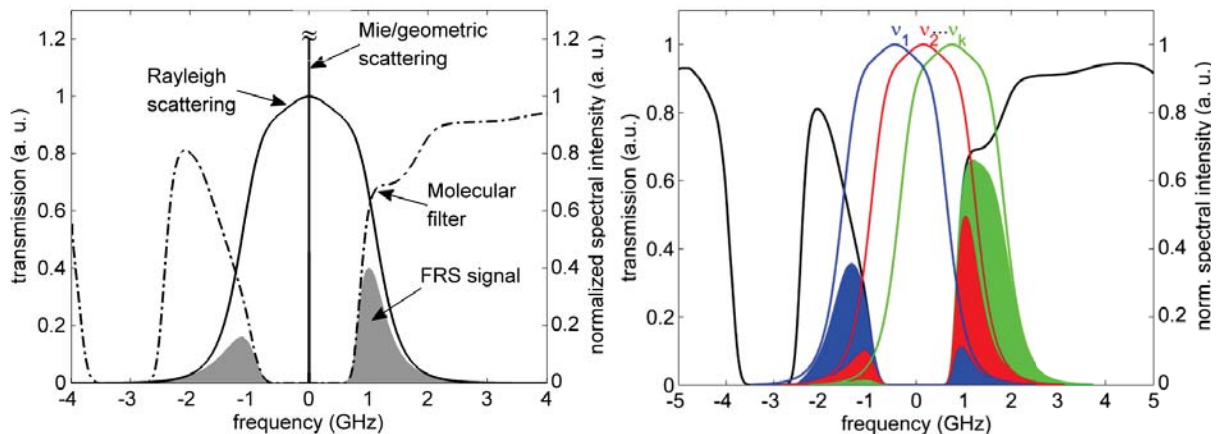 1.2
1
0.8
0.6
0.4
0.2
0
transmission (a. u.)
≈
Mie/geometric
scattering
Rayleigh
scattering
Molecular
filter
FRS signal
1.2
1
0.8
0.6
0.4
0.2
0
normalized spectral intensity (a. u.)
-4 -3 -2 -1 0 1 2 3 4
frequency (GHz)
ν1 ν2...νk
1
0.8
0.6
0.4
0.2
0
transmission (a.u.)
1
0.8
0.6
0.4
0.2
0
norm. spectral intensity (a. u.)
-5 -4 -3 -2 -1 0 1 2 3 4 5
frequency (GHz)